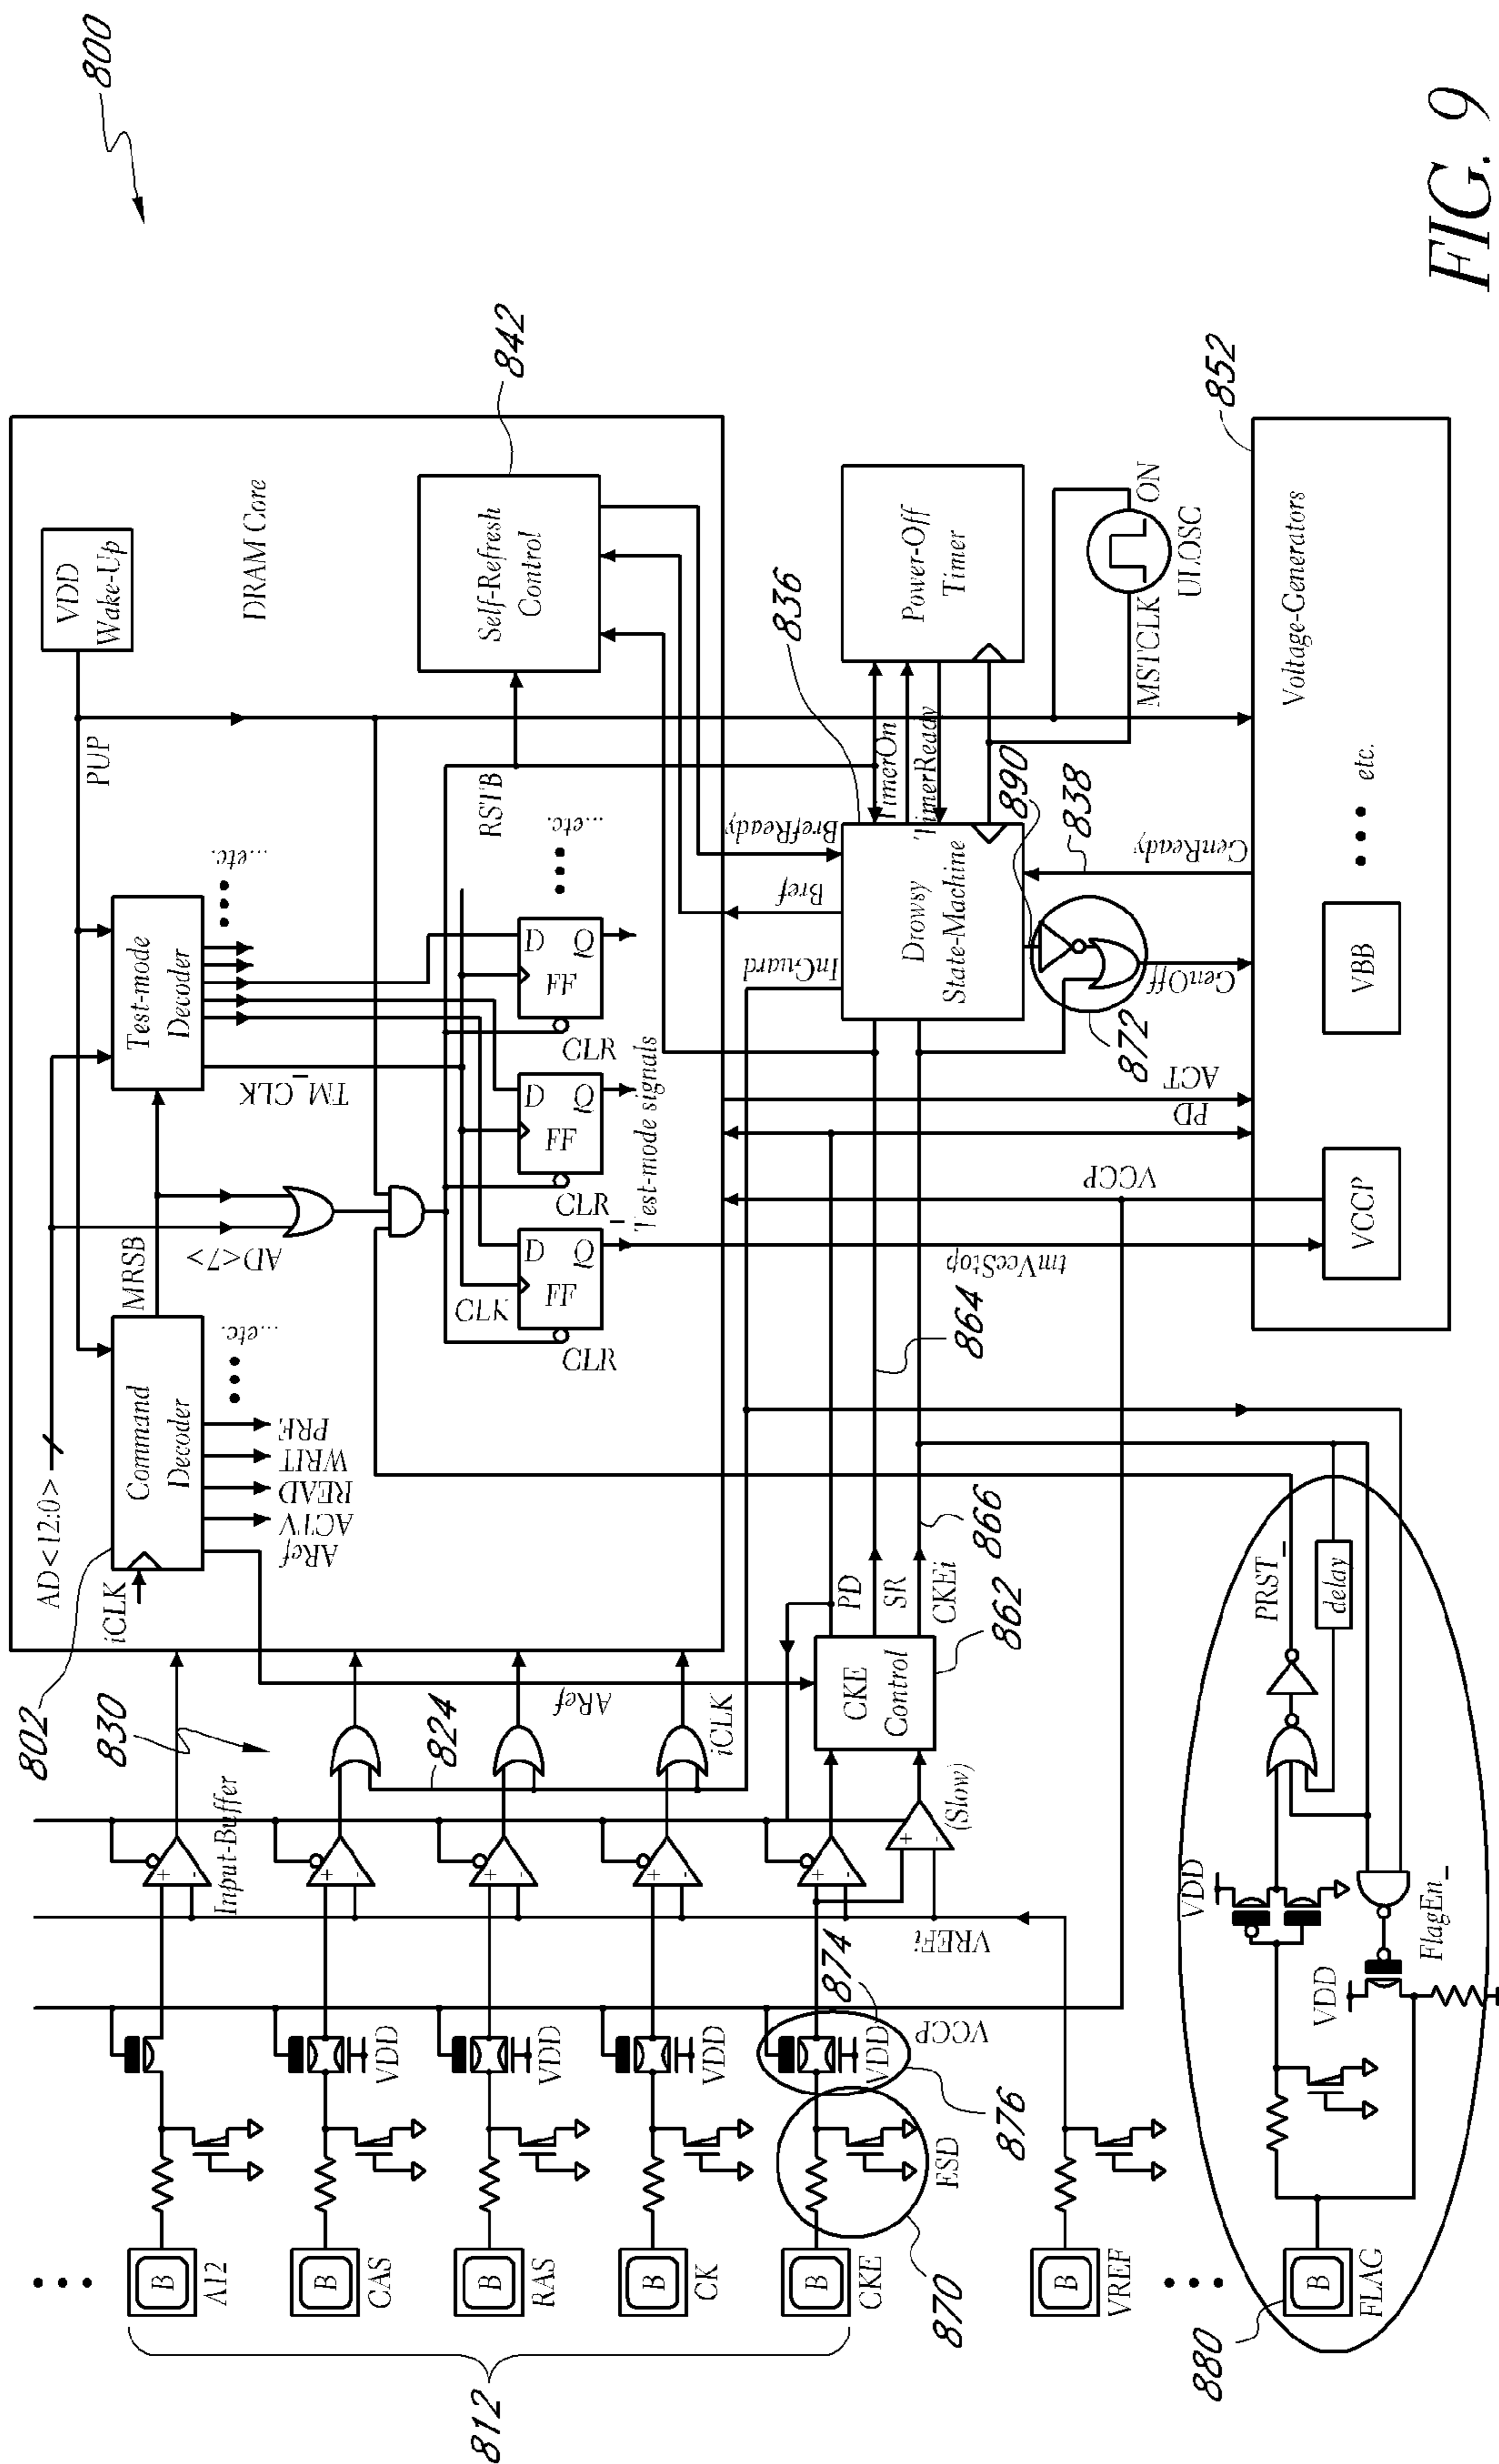 800
VDD
Wake-Up
DRAM Core
842
Self-Refresh
Control
PUP
RSTB
Test-mode
Decoder
...etc.
TM_CLK
MRSB
AD<7>
D
Q
FF
CLR
...etc.
D
Q
FF
CLR_
D
Q
FF
CLK
CLR
Test-mode signals
AD<12:0>
iCLK
Command
Decoder
...etc.
PRE
WRIT
READ
ACTV
ARef
802
830
824
ARef
iCLK
Input-Buffer
(Slow)
VREFi
CKE
Control
862
PD
SR
CKEi
866
864
836
Drowsy
State-Machine
InGuard
Bref
BrefReady
TimerOn
TimerReady
Power-Off
Timer
ON
ULOSC
MSTCLK
890
838
GenReady
GenOff
872
ACT
PD
VCCP
tmVccStop
852
Voltage-Generators
VCCP
VBB
etc.
812
B
A12
B
CAS
VDD
B
RAS
VDD
B
CK
VDD
B
CKE
VDD
874
VCCP
876
ESD
870
B
VREF
880
B
FLAG
VDD
VDD
FlagEn_
PRST_
delay
FIG. 9